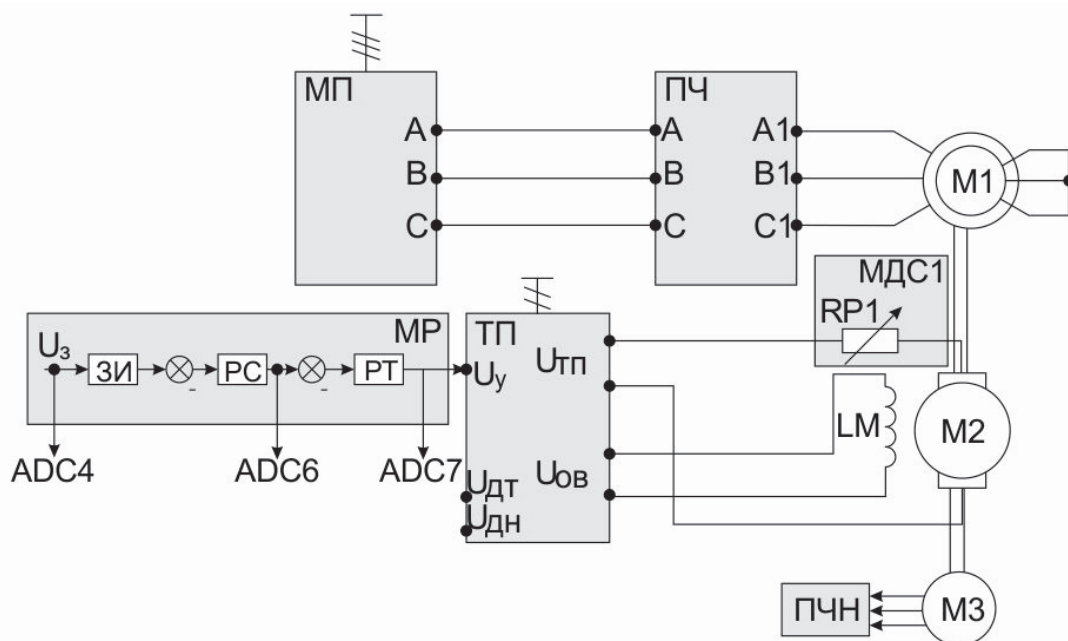 МП
ПЧ
A
A
A1
B
B
B1
M1
C
C
C1
МДС1
RP1
МР
ТП
Uз
Uтп
ЗИ
РС
РТ
Uу
-
-
LM
M2
ADC4
ADC6
ADC7
Uов
Uдт
Uдн
ПЧН
M3